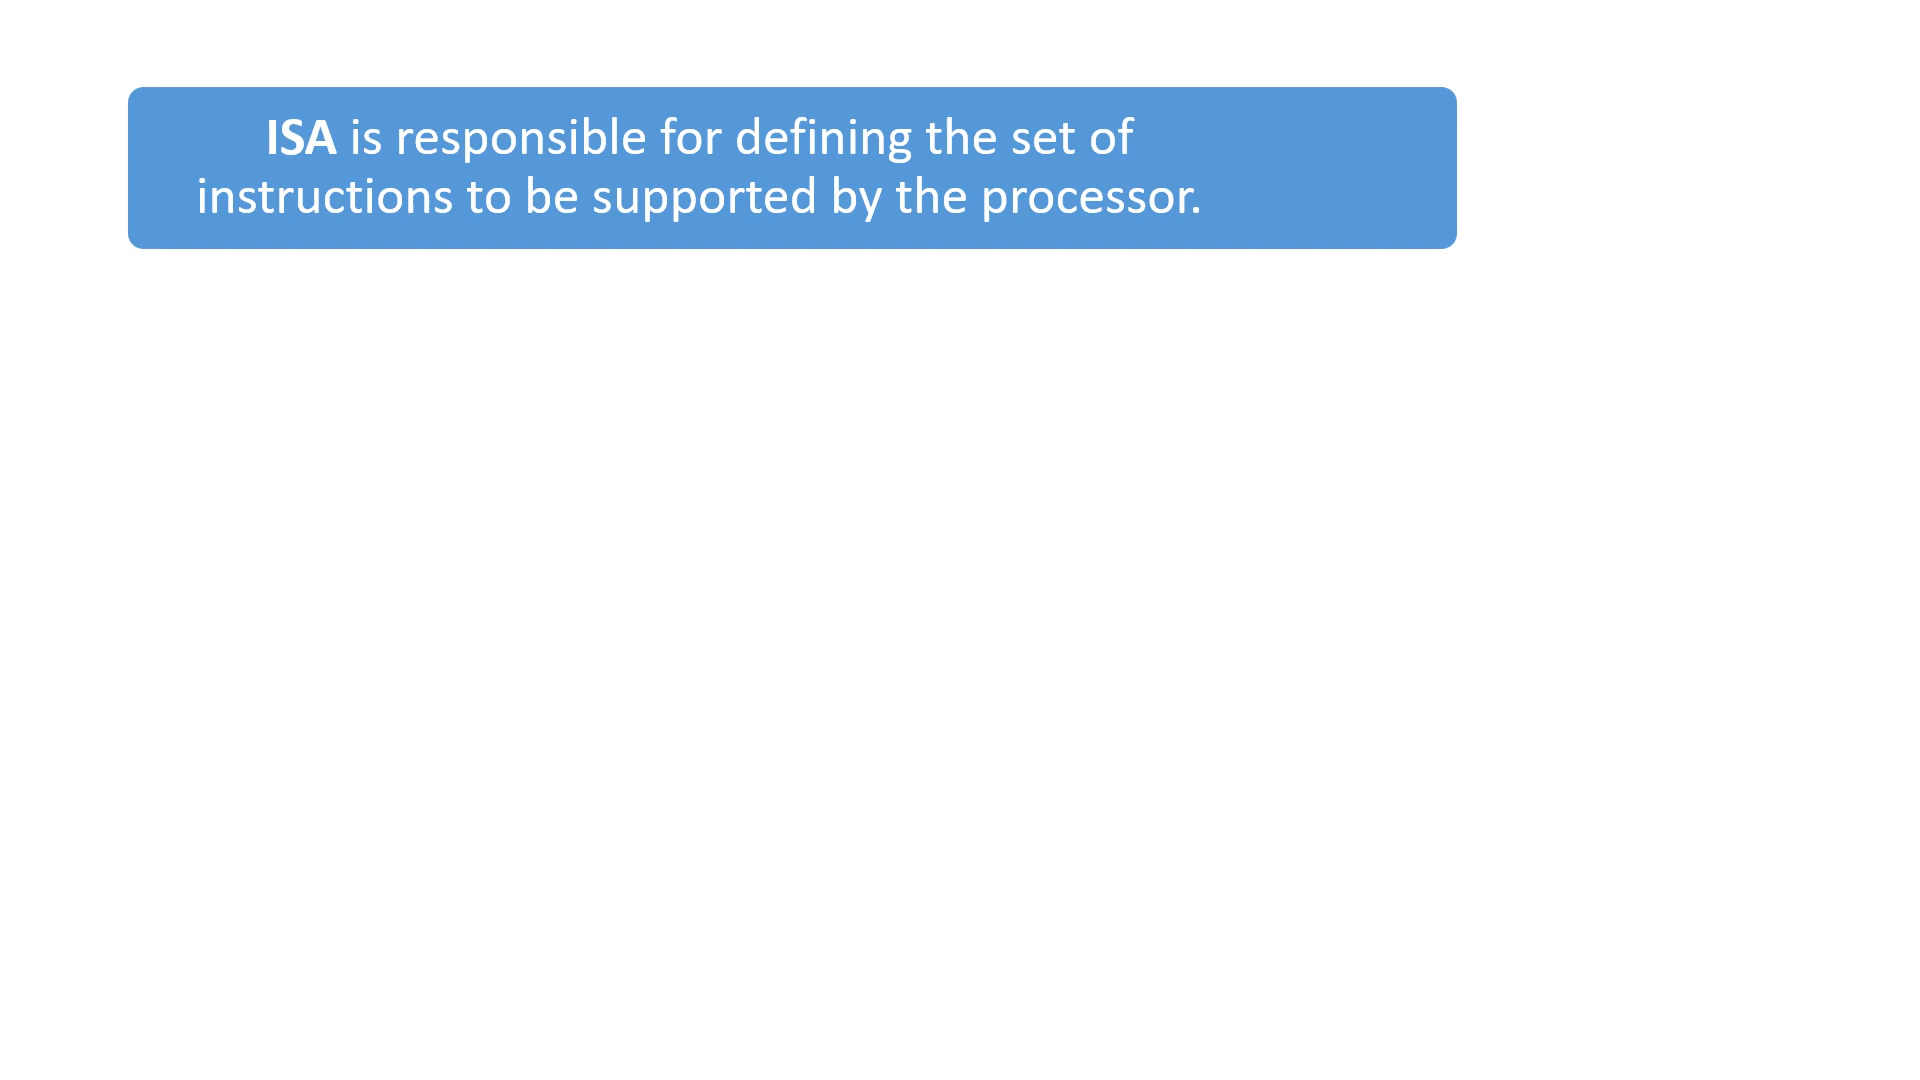 ISA is responsible for defining the set of
instructions to be supported by the processor.